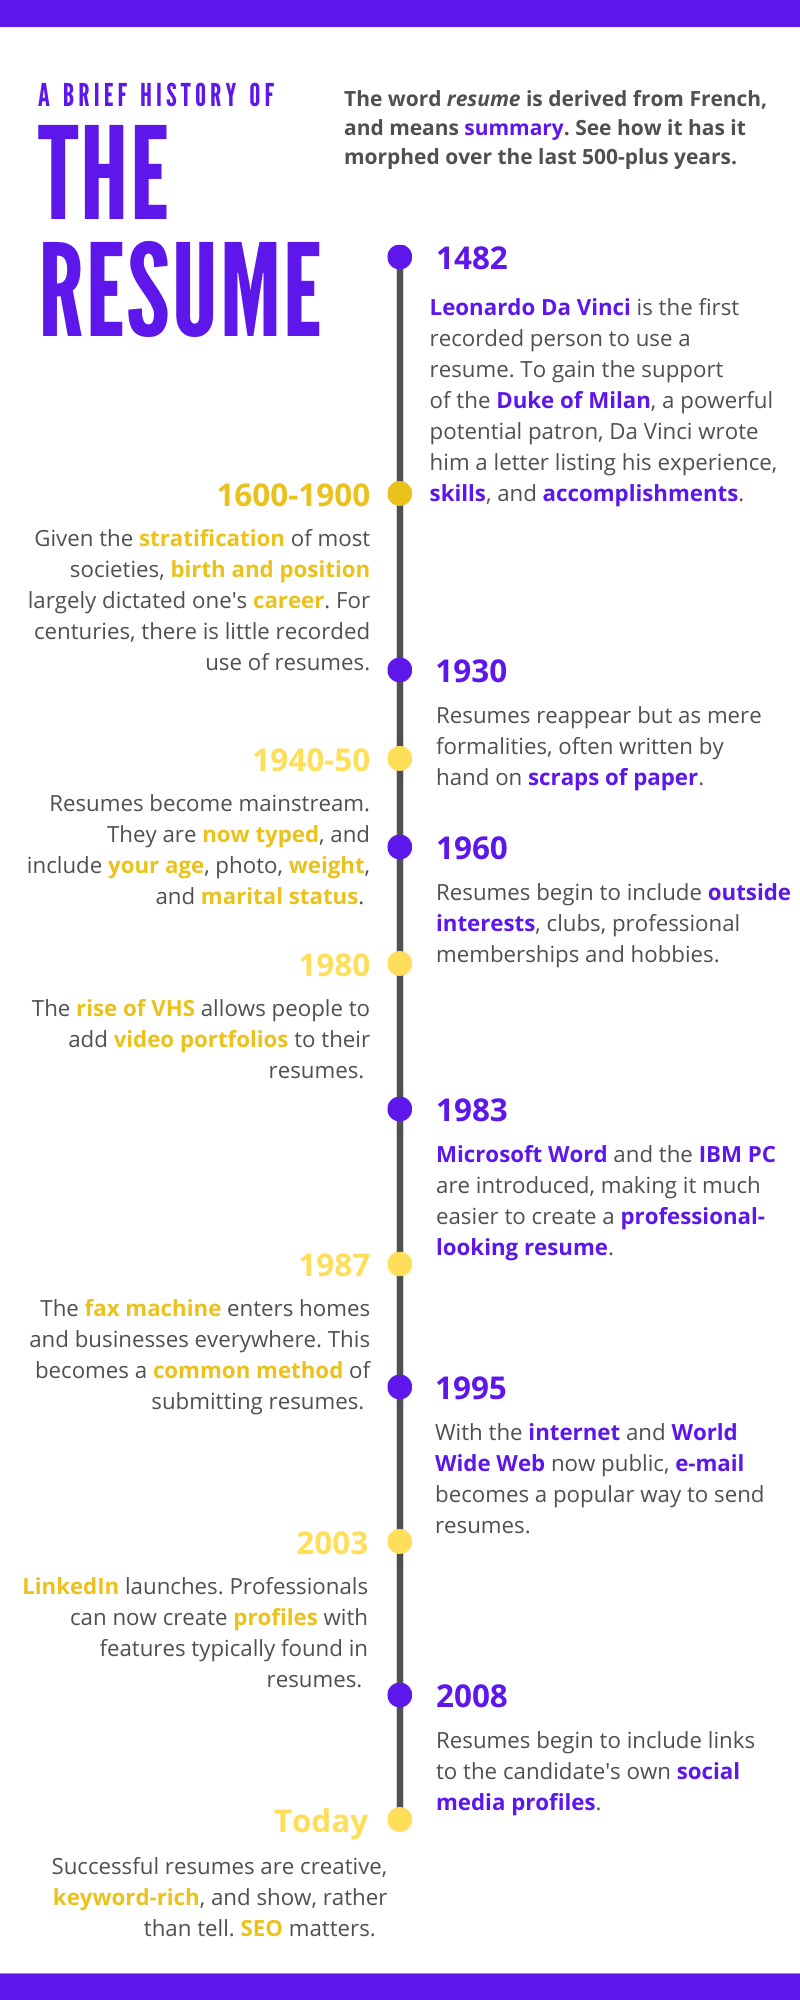 A BRIEF HISTORY OF
THE
RESUME
The word resume is derived from French,
and means summary. See how it has it
morphed over the last 500-plus years.
1482
Leonardo Da Vinci is the first
recorded person to use a
resume. To gain the support
of the Duke of Milan, a powerful
potential patron, Da Vinci wrote
him a letter listing his experience,
skills, and accomplishments.
1600-1900
Given the stratification of most
societies, birth and position
largely dictated one's career. For
centuries, there is little recorded
use of resumes.
1930
Resumes reappear but as mere
formalities, often written by
hand on scraps of paper.
1940-50
Resumes become mainstream.
They are now typed, and
include your age, photo, weight,
and marital status.
1960
Resumes begin to include outside
interests, clubs, professional
memberships and hobbies.
1980
The rise of VHS allows people to
add video portfolios to their
resumes.
1983
Microsoft Word and the IBM PC
are introduced, making it much
easier to create a professional-
looking resume.
1987
The fax machine enters homes
and businesses everywhere. This
becomes a common method of
submitting resumes.
1995
With the internet and World
Wide Web now public, e-mail
becomes a popular way to send
resumes.
2003
LinkedIn launches. Professionals
can now create profiles with
features typically found in
resumes.
2008
Resumes begin to include links
to the candidate's own social
media profiles.
Today
Successful resumes are creative,
keyword-rich, and show, rather
than tell. SEO matters.